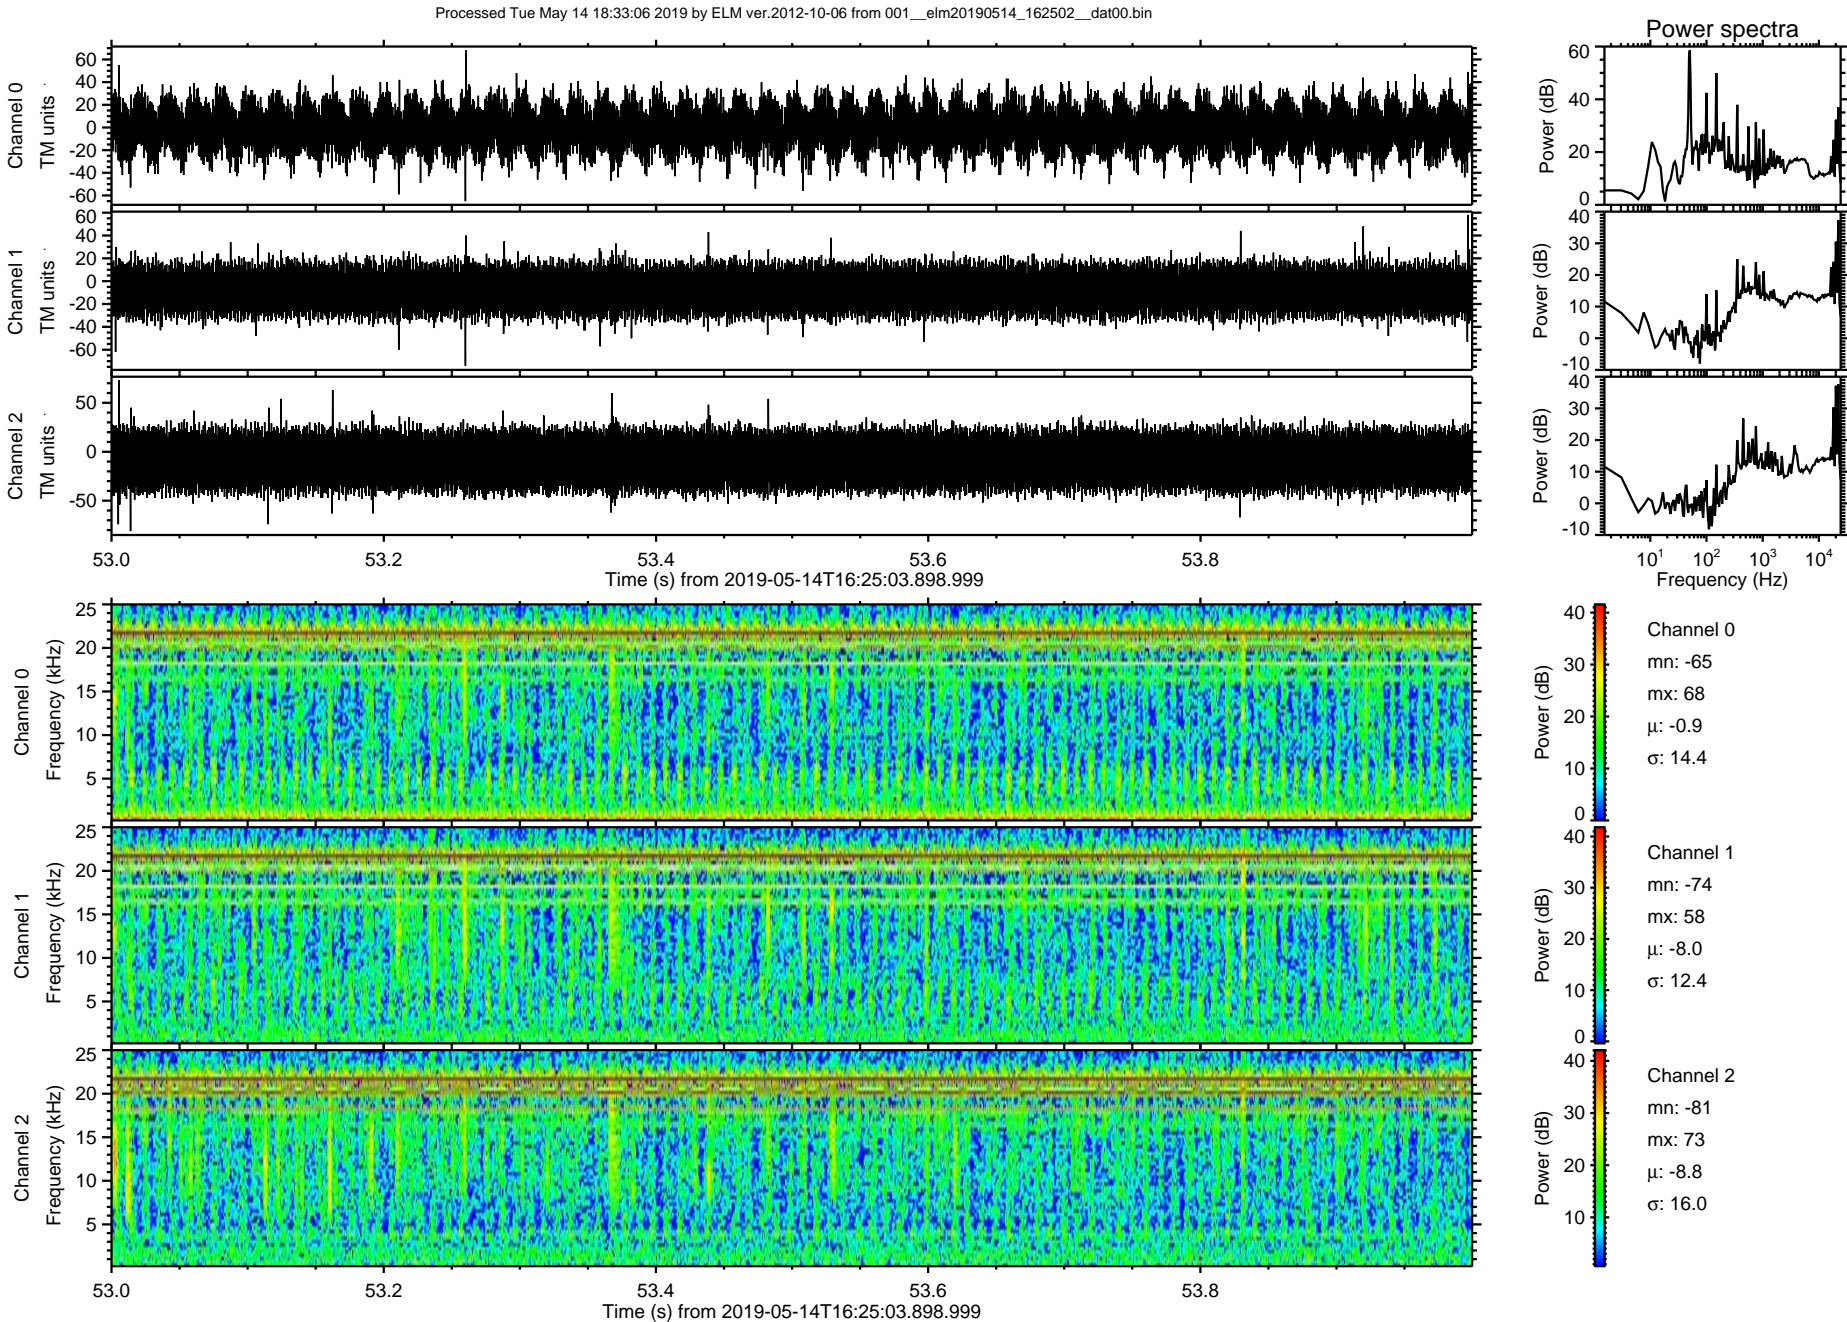 Processed Tue May 14 18:33:06 2019 by ELM ver.2012-10-06 from 001__elm20190514_162502__dat00.bin
Power spectra
Channel 0
TM units
60
40
20
0
-20
-40
-60
Power (dB)
60
40
20
0
Channel 1
TM units
60
40
20
0
-20
-40
-60
Power (dB)
40
30
20
10
0
-10
Channel 2
TM units
50
0
-50
Power (dB)
40
30
20
10
0
-10
53.0 53.2 53.4 53.6 53.8
Time (s) from 2019-05-14T16:25:03.898.999
10^1 10^2 10^3 10^4
Frequency (Hz)
Channel 0
Frequency (kHz)
25
20
15
10
5
Power (dB)
40
30
20
10
0
Channel 0
mn: -65
mx: 68
μ: -0.9
σ: 14.4
Channel 1
Frequency (kHz)
25
20
15
10
5
Power (dB)
40
30
20
10
0
Channel 1
mn: -74
mx: 58
μ: -8.0
σ: 12.4
Channel 2
Frequency (kHz)
25
20
15
10
5
Power (dB)
40
30
20
10
Channel 2
mn: -81
mx: 73
μ: -8.8
σ: 16.0
53.0 53.2 53.4 53.6 53.8
Time (s) from 2019-05-14T16:25:03.898.999